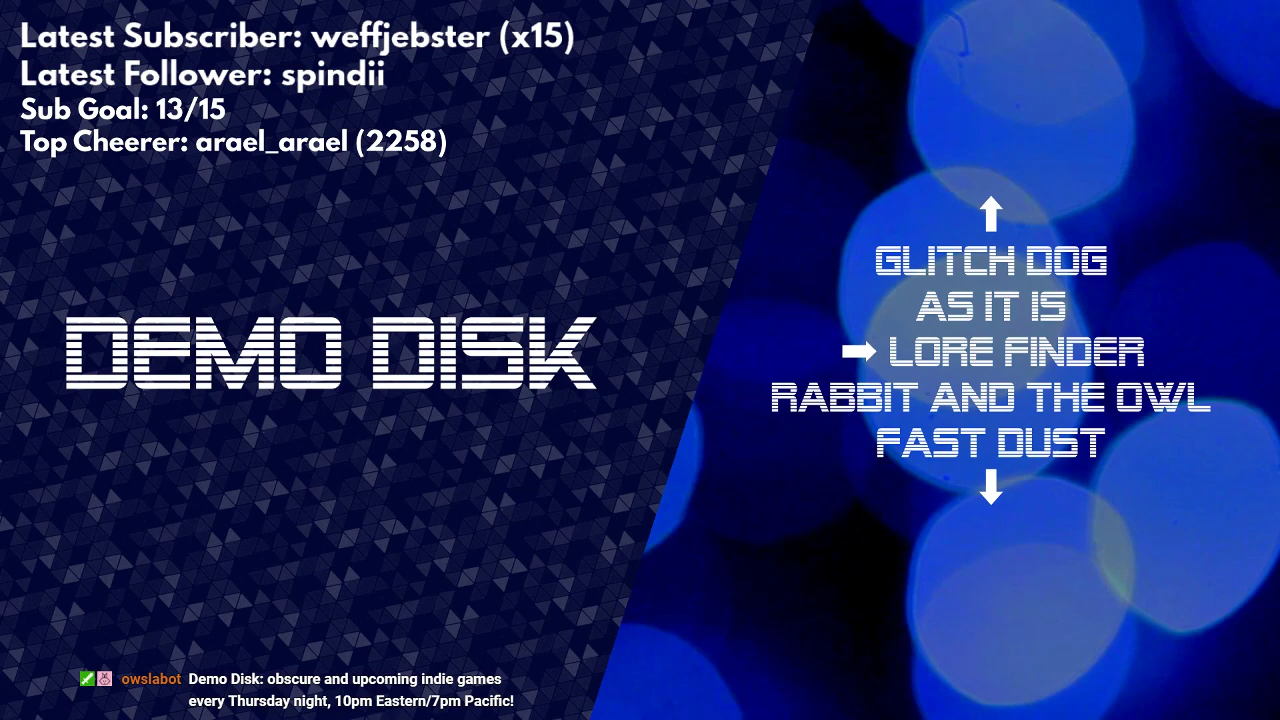 Latest Subscriber: weffjebster (x15)
Latest Follower: spindii
Sub Goal: 13/15
Top Cheerer: arael_arael (2258)
DEMO DISK
GLITCH DOG
AS IT IS
LORE FINDER
RABBIT AND THE OWL
FAST DUST
owslabot Demo Disk: obscure and upcoming indie games
every Thursday night, 10pm Eastern/7pm Pacific!